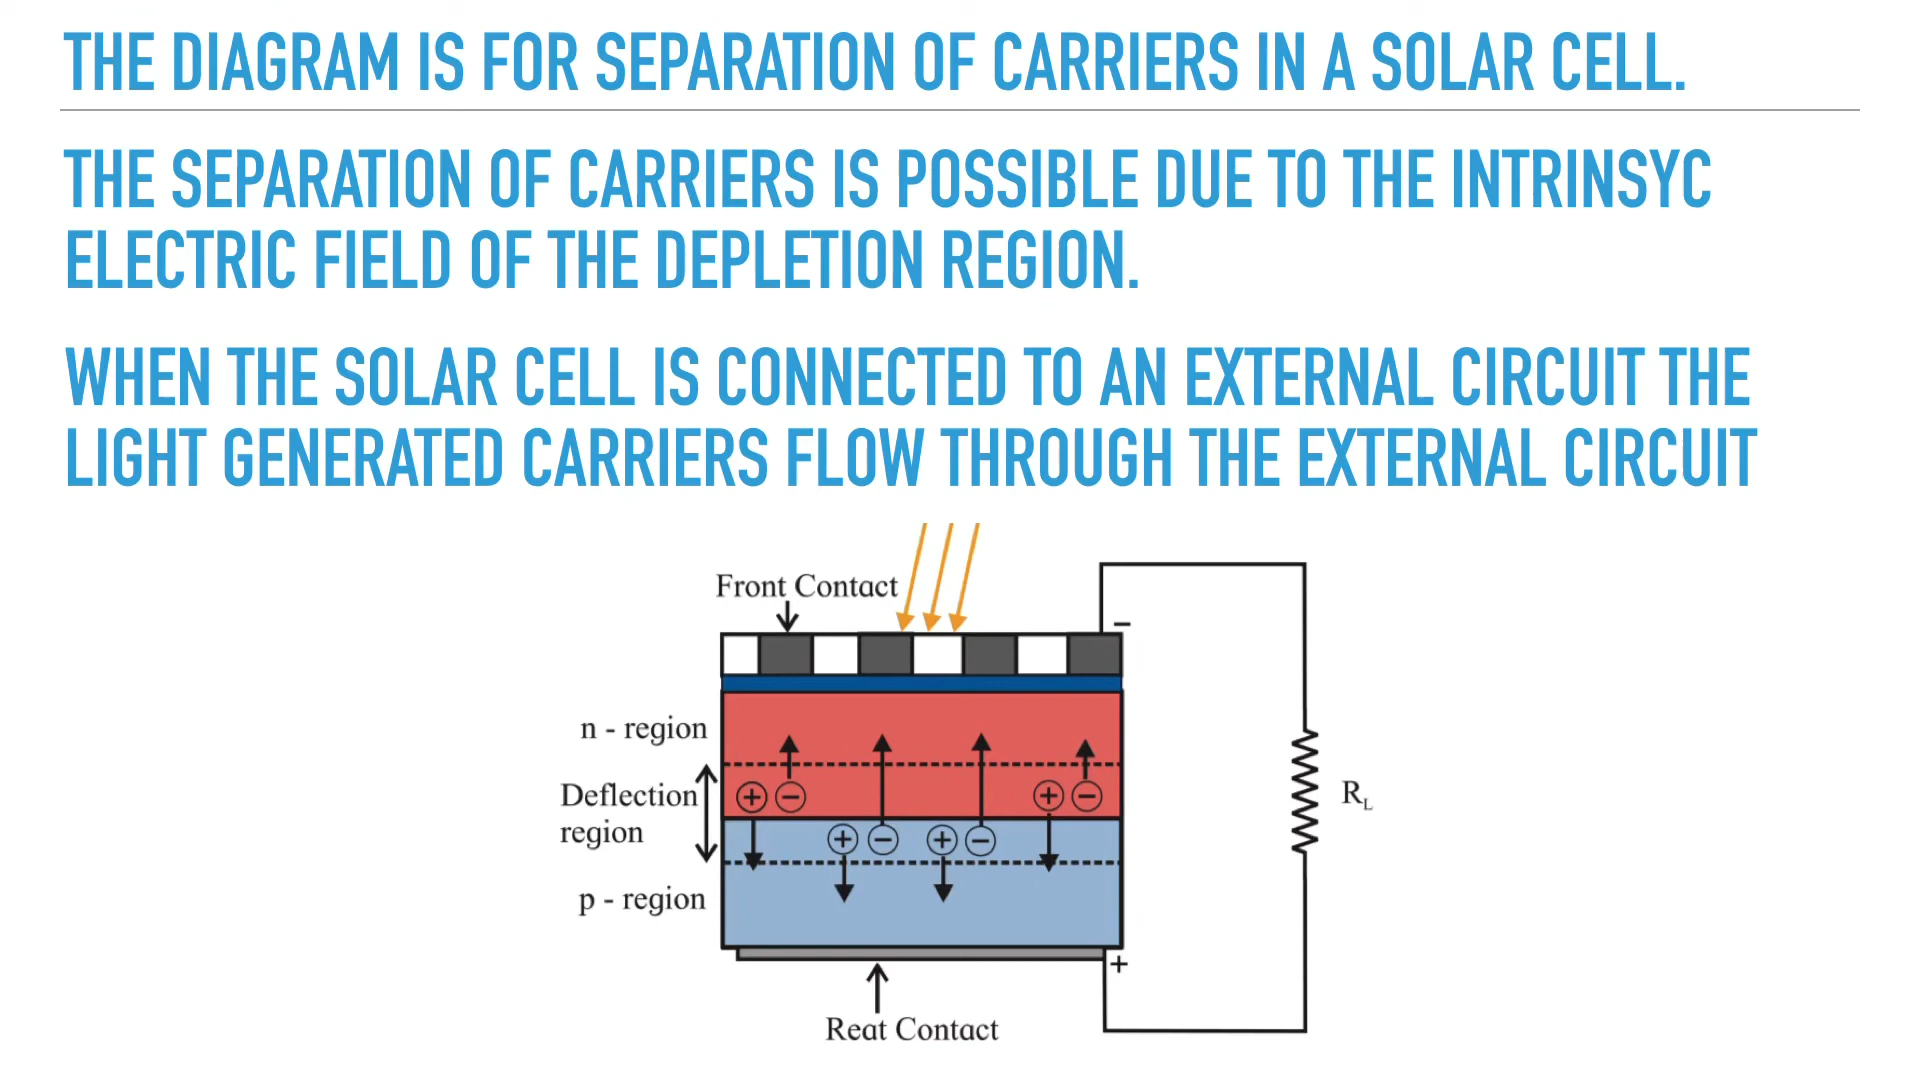 THE DIAGRAM IS FOR SEPARATION OF CARRIERS IN A SOLAR CELL.
THE SEPARATION OF CARRIERS IS POSSIBLE DUE TO THE INTRINSYC
ELECTRIC FIELD OF THE DEPLETION REGION.
WHEN THE SOLAR CELL IS CONNECTED TO AN EXTERNAL CIRCUIT THE
LIGHT GENERATED CARRIERS FLOW THROUGH THE EXTERNAL CIRCUIT
Front Contact
−
n - region
Deflection
region
+ − + −
+ − + −
R_L
p - region
+
Reat Contact